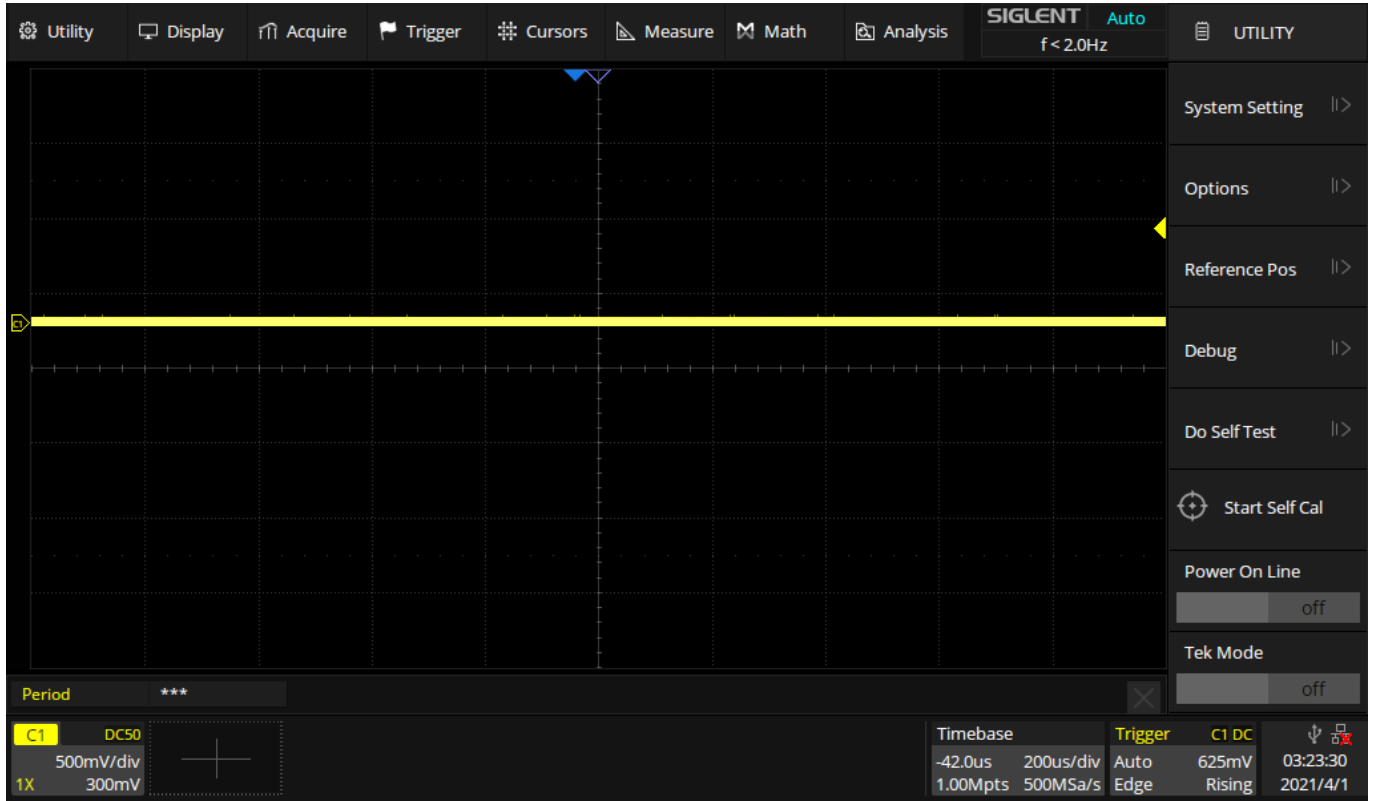 Utility Display Acquire Trigger Cursors Measure Math Analysis SIGLENT Auto UTILITY
f < 2.0Hz
System Setting
Options
Reference Pos
C1
Debug
Do Self Test
Start Self Cal
Power On Line
off
Tek Mode
Period *** off
C1 DC50 Timebase Trigger C1 DC
500mV/div -42.0us 200us/div Auto 625mV 03:23:30
1X 300mV 1.00Mpts 500MSa/s Edge Rising 2021/4/1